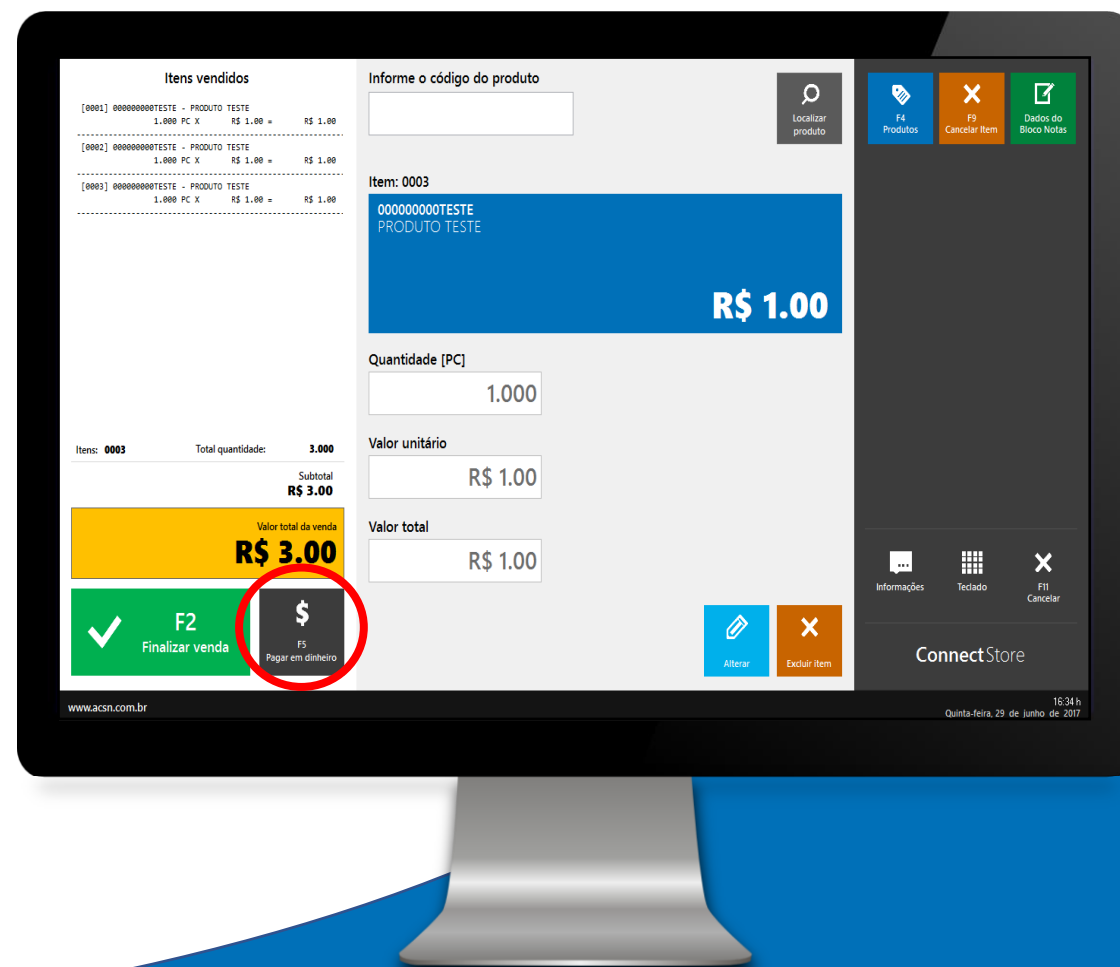 Itens vendidos
[0001] 000000000TESTE - PRODUTO TESTE
1.000 PC X R$ 1.00 = R$ 1.00
[0002] 000000000TESTE - PRODUTO TESTE
1.000 PC X R$ 1.00 = R$ 1.00
[0003] 000000000TESTE - PRODUTO TESTE
1.000 PC X R$ 1.00 = R$ 1.00
Itens: 0003 Total quantidade: 3.000
Subtotal
R$ 3.00
Valor total da venda
R$ 3.00
F2
Finalizar venda
$
F5
Pagar em dinheiro
Informe o código do produto
Localizar
produto
Item: 0003
000000000TESTE
PRODUTO TESTE
R$ 1.00
Quantidade [PC]
1.000
Valor unitário
R$ 1.00
Valor total
R$ 1.00
Alterar
Excluir item
F4
Produtos
F9
Cancelar Item
Dados do
Bloco Notas
Informações
Teclado
F11
Cancelar
ConnectStore
www.acsn.com.br
16:34 h
Quinta-feira, 29 de junho de 2017